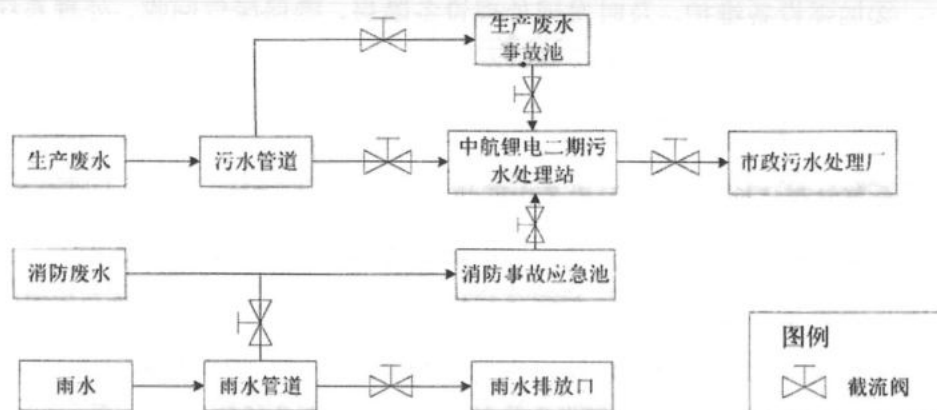 生产废水
事故池
生产废水
污水管道
中航锂电二期污
水处理站
市政污水处理厂
消防废水
消防事故应急池
雨水
雨水管道
雨水排放口
图例
截流阀